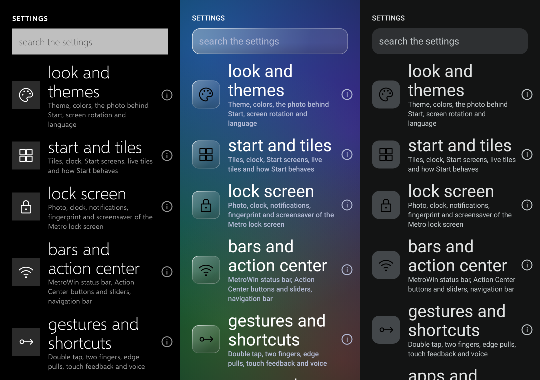 SETTINGS
search the settings
look and
themes
Theme, colors, the photo behind
Start, screen rotation and
language
start and tiles
Tiles, clock, Start screens, live tiles
and how Start behaves
lock screen
Photo, clock, notifications,
fingerprint and screensaver of the
Metro lock screen
bars and
action center
MetroWin status bar, Action
Center buttons and sliders,
navigation bar
gestures and
shortcuts
Double tap, two fingers, edge
pulls, touch feedback and voice
SETTINGS
search the settings
look and
themes
Theme, colors, the photo behind
Start, screen rotation and
language
start and tiles
Tiles, clock, Start screens, live
tiles and how Start behaves
lock screen
Photo, clock, notifications,
fingerprint and screensaver of the
Metro lock screen
bars and
action center
MetroWin status bar, Action
Center buttons and sliders,
navigation bar
gestures and
shortcuts
Double tap, two fingers, edge
pulls, touch feedback and voice
SETTINGS
search the settings
look and
themes
Theme, colors, the photo behind
Start, screen rotation and
language
start and tiles
Tiles, clock, Start screens, live tiles
and how Start behaves
lock screen
Photo, clock, notifications,
fingerprint and screensaver of the
Metro lock screen
bars and
action center
MetroWin status bar, Action Center
buttons and sliders, navigation bar
gestures and
shortcuts
Double tap, two fingers, edge pulls,
touch feedback and voice
apps and